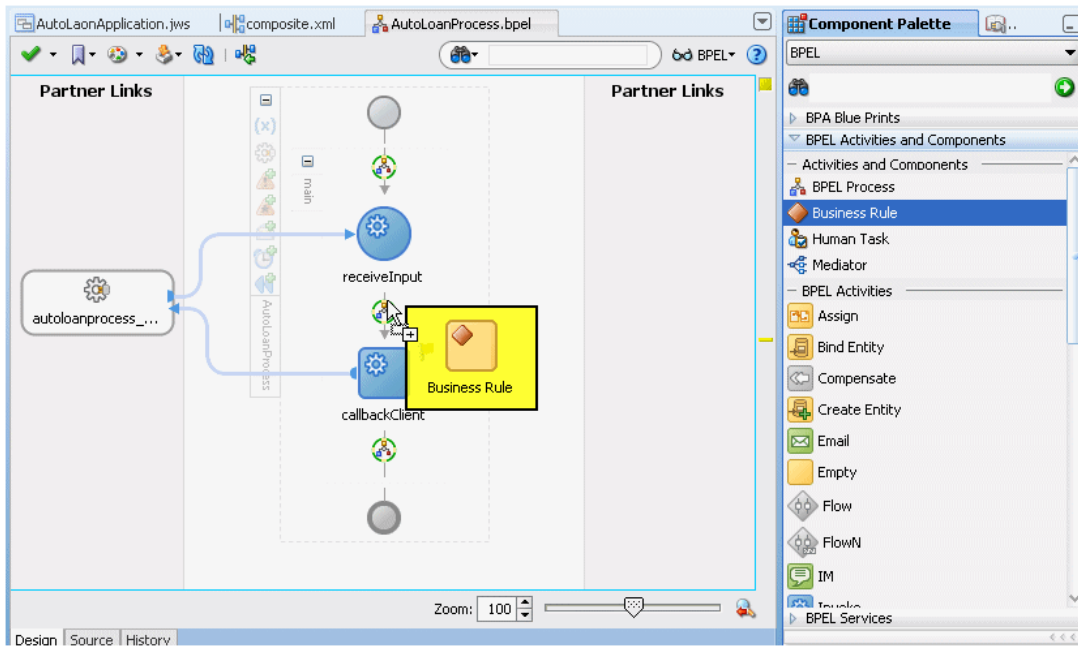 AutoLaonApplication.jws
composite.xml
AutoLoanProcess.bpel
BPEL
Partner Links
Partner Links
main
AutoLoanProcess
receiveInput
autoloanprocess_...
Business Rule
callbackClient
Zoom: 100
Design Source History
Component Palette
BPEL
BPA Blue Prints
BPEL Activities and Components
Activities and Components
BPEL Process
Business Rule
Human Task
Mediator
BPEL Activities
Assign
Bind Entity
Compensate
Create Entity
Email
Empty
Flow
FlowN
IM
Invoke
BPEL Services